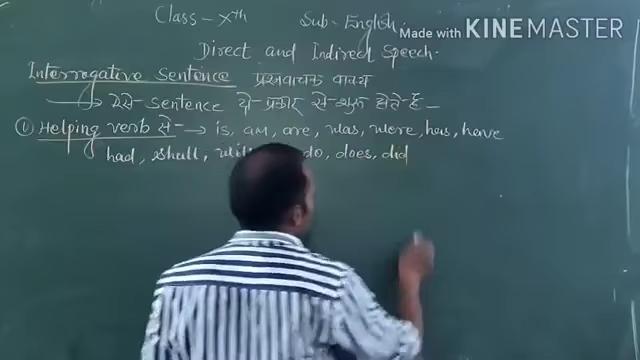 Class - Xth Sub - English
Made with KINEMASTER
Direct and Indirect Speech.
Interrogative Sentence प्रश्नवाचक वाक्य
→ ऐसे Sentence दो प्रकार से शुरू होते हैं -
① Helping verb से - → is, am, are, was, were, has, have
had, shall, will do, does, did